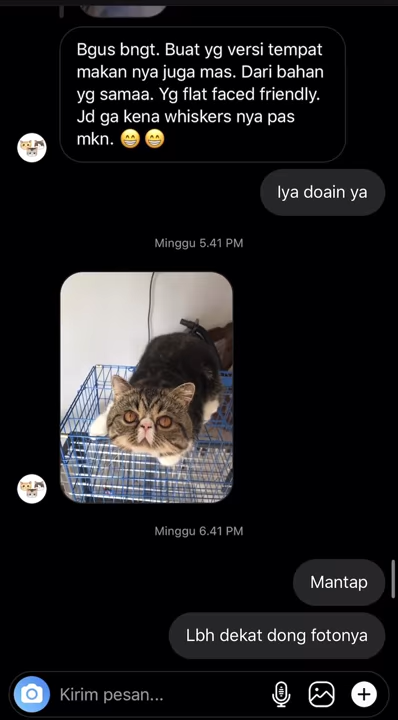 Bgus bngt. Buat yg versi tempat
makan nya juga mas. Dari bahan
yg samaa. Yg flat faced friendly.
Jd ga kena whiskers nya pas
mkn. 😁😁
Iya doain ya
Minggu 5.41 PM
Minggu 6.41 PM
Mantap
Lbh dekat dong fotonya
Kirim pesan...